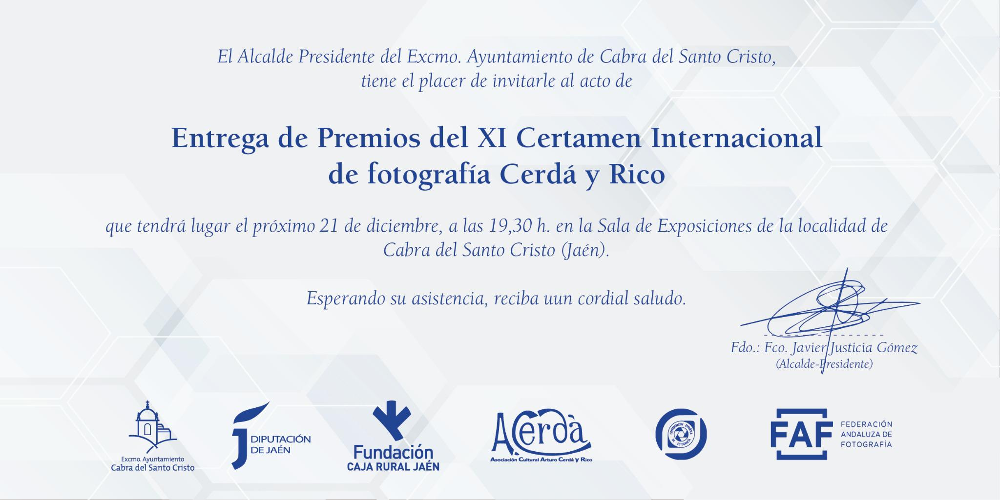 El Alcalde Presidente del Excmo. Ayuntamiento de Cabra del Santo Cristo,
tiene el placer de invitarle al acto de
Entrega de Premios del XI Certamen Internacional
de fotografía Cerdá y Rico
que tendrá lugar el próximo 21 de diciembre, a las 19,30 h. en la Sala de Exposiciones de la localidad de
Cabra del Santo Cristo (Jaén).
Esperando su asistencia, reciba uun cordial saludo.
Fdo.: Fco. Javier Justicia Gómez
(Alcalde-Presidente)
Excmo. Ayuntamiento
Cabra del Santo Cristo
DIPUTACIÓN
DE JAÉN
Fundación
CAJA RURAL JAÉN
ACerdà
Asociación Cultural Arturo Cerdá y Rico
CONFEDERACIÓN ESPAÑOLA
DE FOTOGRAFÍA
FAF
FEDERACIÓN
ANDALUZA DE
FOTOGRAFÍA